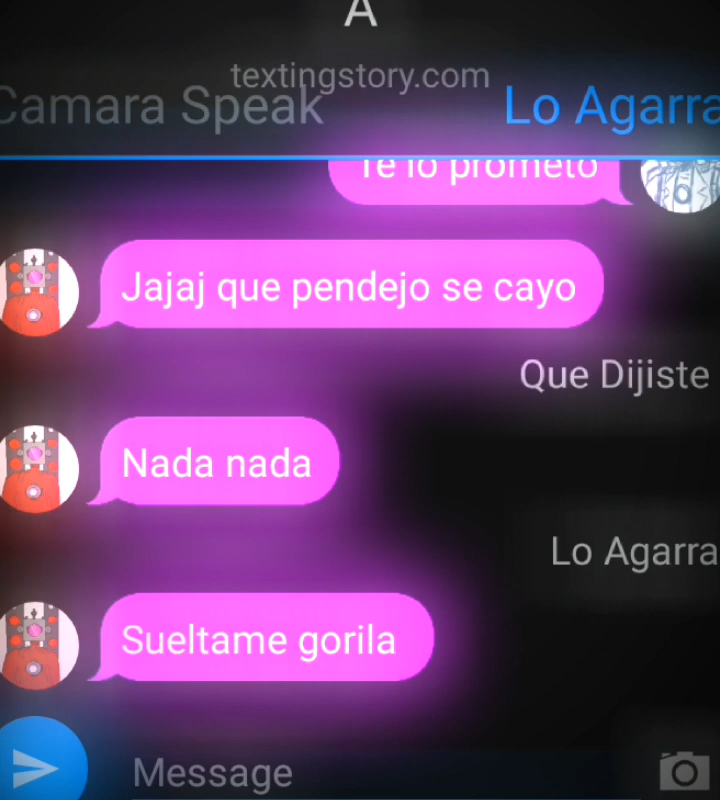 A
textingstory.com
Camara Speak
Lo Agarra
Te lo prometo
Jajaj que pendejo se cayo
Que Dijiste
Nada nada
Lo Agarra
Sueltame gorila
Message